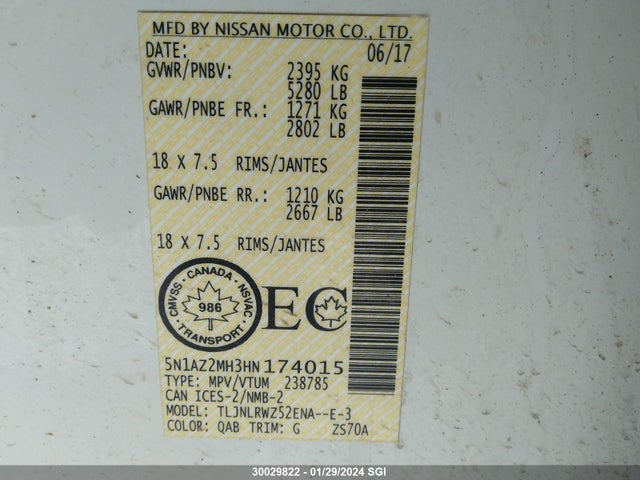 MFD BY NISSAN MOTOR CO., LTD.
DATE: 06/17
GVWR/PNBV: 2395 KG
5280 LB
GAWR/PNBE FR.: 1271 KG
2802 LB
18 X 7.5 RIMS/JANTES
GAWR/PNBE RR.: 1210 KG
2667 LB
18 X 7.5 RIMS/JANTES
CMVSS · CANADA · NSVAC
986
TRANSPORT
EC
5N1AZ2MH3HN174015
TYPE: MPV/VTUM 238785
CAN ICES-2/NMB-2
MODEL: TLJNLRWZ52ENA--E-3
COLOR: QAB TRIM: G ZS70A
30029822 - 01/29/2024 SGI